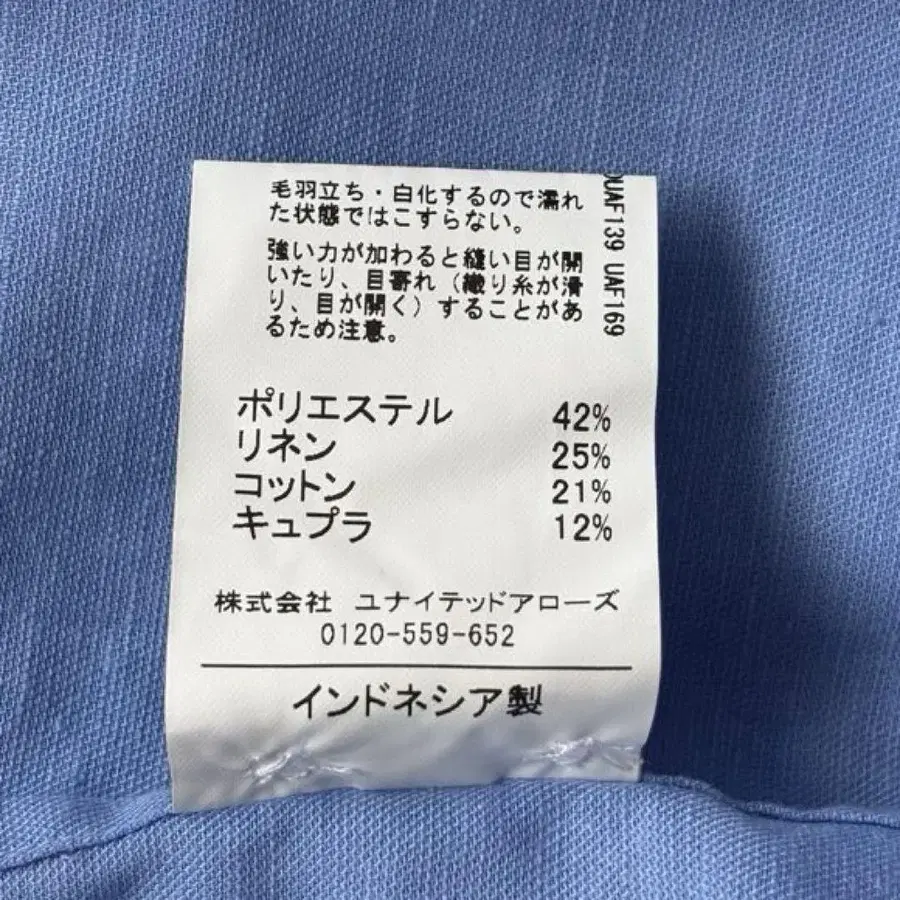 毛羽立ち・白化するので濡れ
た状態ではこすらない。
強い力が加わると縫い目が開
いたり、目寄れ（織り糸が滑
り、目が開く）することがあ
るため注意。
UAF139 UAF169
ポリエステル 42%
リネン 25%
コットン 21%
キュプラ 12%
株式会社 ユナイテッドアローズ
0120-559-652
インドネシア製